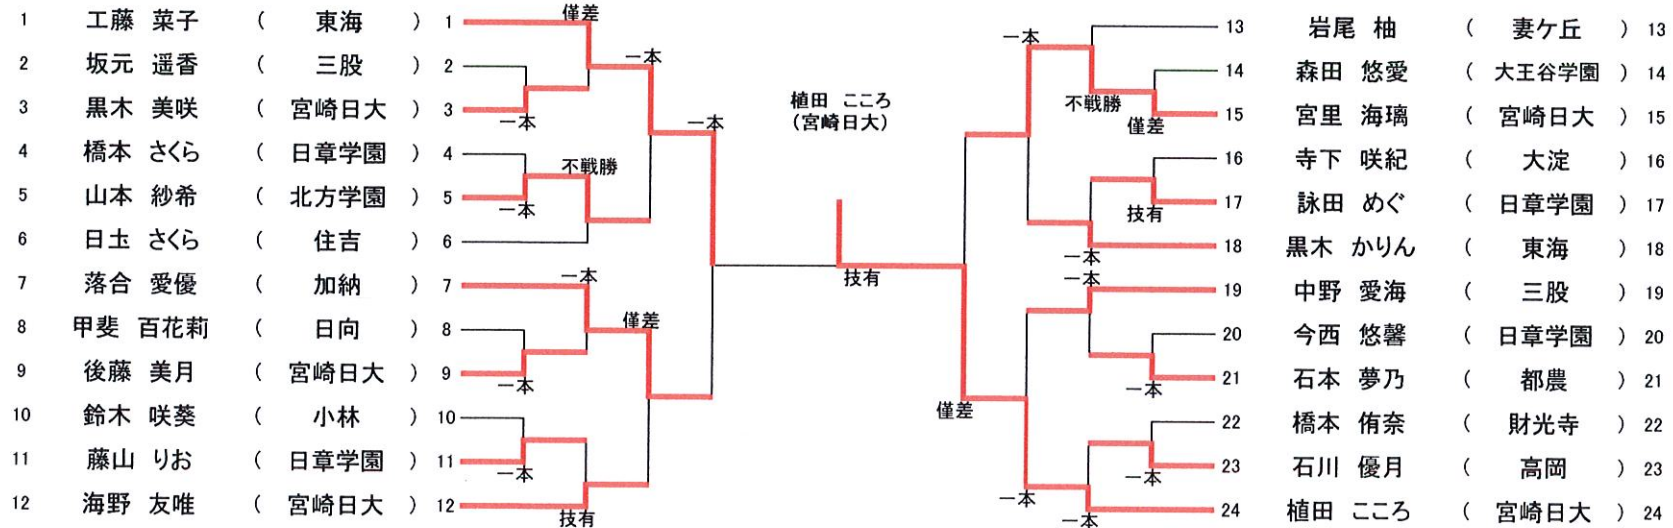 1 工藤 菜子 ( 東海 ) 1
2 坂元 遥香 ( 三股 ) 2
3 黒木 美咲 ( 宮崎日大 ) 3
4 橋本 さくら ( 日章学園 ) 4
5 山本 紗希 ( 北方学園 ) 5
6 日圡 さくら ( 住吉 ) 6
7 落合 愛優 ( 加納 ) 7
8 甲斐 百花莉 ( 日向 ) 8
9 後藤 美月 ( 宮崎日大 ) 9
10 鈴木 咲葵 ( 小林 ) 10
11 藤山 りお ( 日章学園 ) 11
12 海野 友唯 ( 宮崎日大 ) 12
僅差
一本
一本
一本
不戦勝
一本
一本
僅差
一本
一本
技有
植田 こころ
(宮崎日大)
技有
一本
不戦勝
僅差
技有
一本
一本
一本
僅差
一本
一本
一本
13 岩尾 柚 ( 妻ケ丘 ) 13
14 森田 悠愛 ( 大王谷学園 ) 14
15 宮里 海璃 ( 宮崎日大 ) 15
16 寺下 咲紀 ( 大淀 ) 16
17 詠田 めぐ ( 日章学園 ) 17
18 黒木 かりん ( 東海 ) 18
19 中野 愛海 ( 三股 ) 19
20 今西 悠馨 ( 日章学園 ) 20
21 石本 夢乃 ( 都農 ) 21
22 橋本 侑奈 ( 財光寺 ) 22
23 石川 優月 ( 高岡 ) 23
24 植田 こころ ( 宮崎日大 ) 24